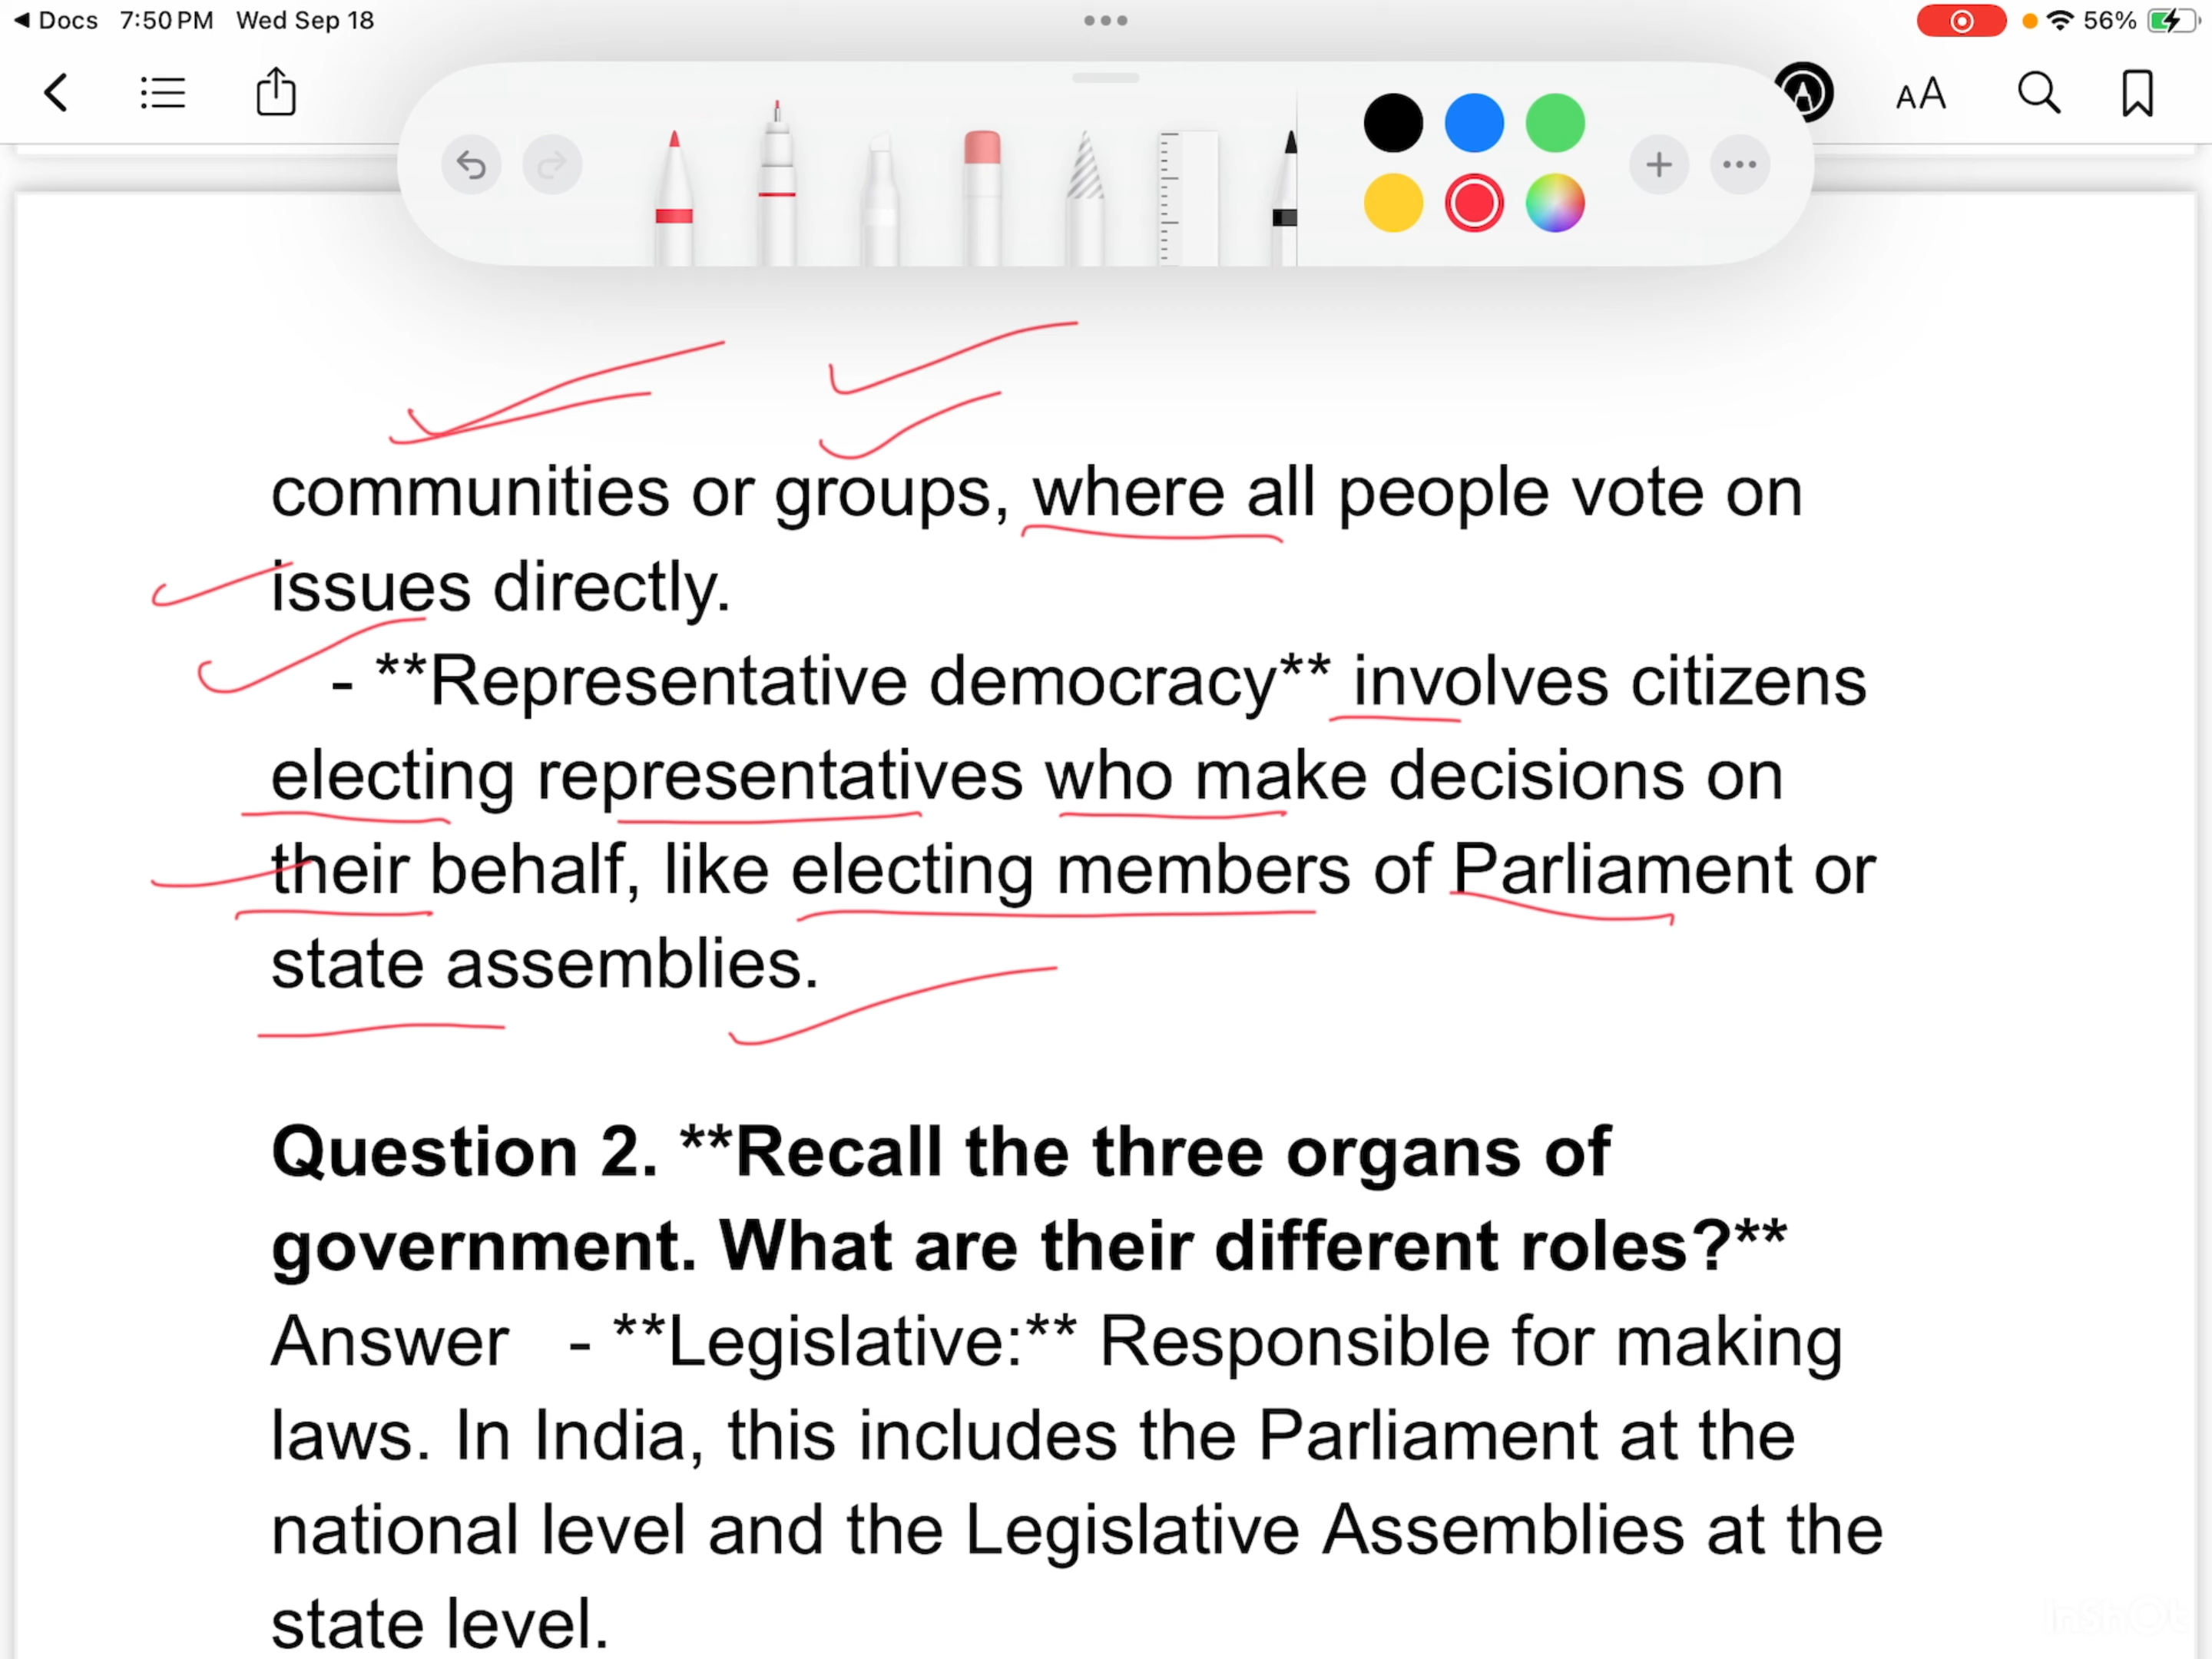 Docs 7:50 PM Wed Sep 18 56%
AA
communities or groups, where all people vote on
issues directly.
- **Representative democracy** involves citizens
electing representatives who make decisions on
their behalf, like electing members of Parliament or
state assemblies.
Question 2. **Recall the three organs of
government. What are their different roles?**
Answer - **Legislative:** Responsible for making
laws. In India, this includes the Parliament at the
national level and the Legislative Assemblies at the
state level.
InShOt